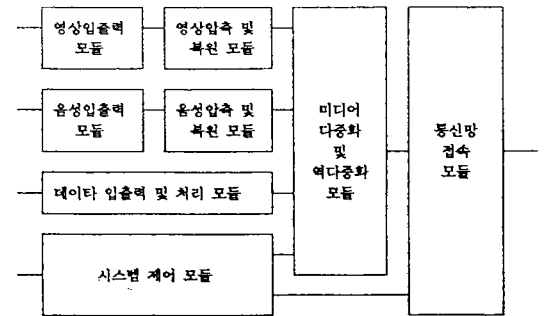 영상입출력
모듈
영상압축 및
복원 모듈
음성입출력
모듈
음성압축 및
복원 모듈
데이타 입출력 및 처리 모듈
시스템 제어 모듈
미디어
다중화
및
역다중화
모듈
통신망
접속
모듈